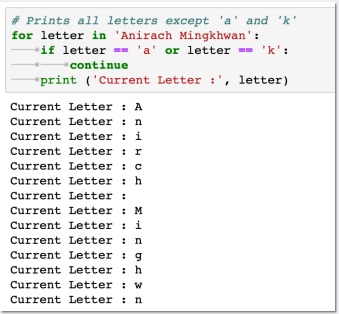 # Prints all letters except 'a' and 'k'
for letter in 'Anirach Mingkhwan':
if letter == 'a' or letter == 'k':
continue
print ('Current Letter :', letter)
Current Letter : A
Current Letter : n
Current Letter : i
Current Letter : r
Current Letter : c
Current Letter : h
Current Letter :
Current Letter : M
Current Letter : i
Current Letter : n
Current Letter : g
Current Letter : h
Current Letter : w
Current Letter : n